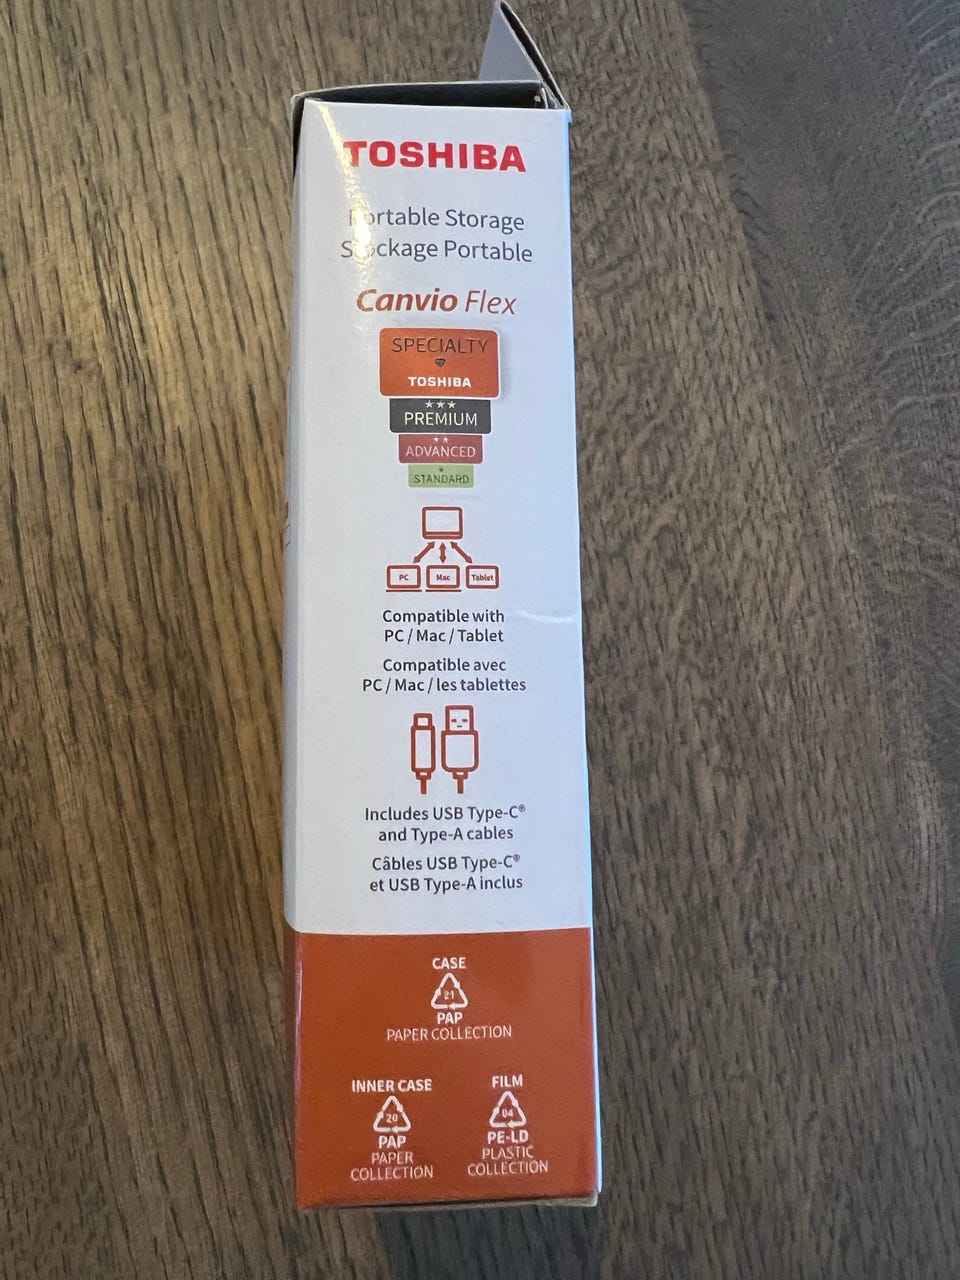 TOSHIBA
Portable Storage
Stockage Portable
Canvio Flex
SPECIALTY
TOSHIBA
PREMIUM
ADVANCED
STANDARD
PC Mac Tablet
Compatible with
PC / Mac / Tablet
Compatible avec
PC / Mac / les tablettes
Includes USB Type-C®
and Type-A cables
Câbles USB Type-C®
et USB Type-A inclus
CASE
21
PAP
PAPER COLLECTION
INNER CASE
20
PAP
PAPER
COLLECTION
FILM
04
PE-LD
PLASTIC
COLLECTION